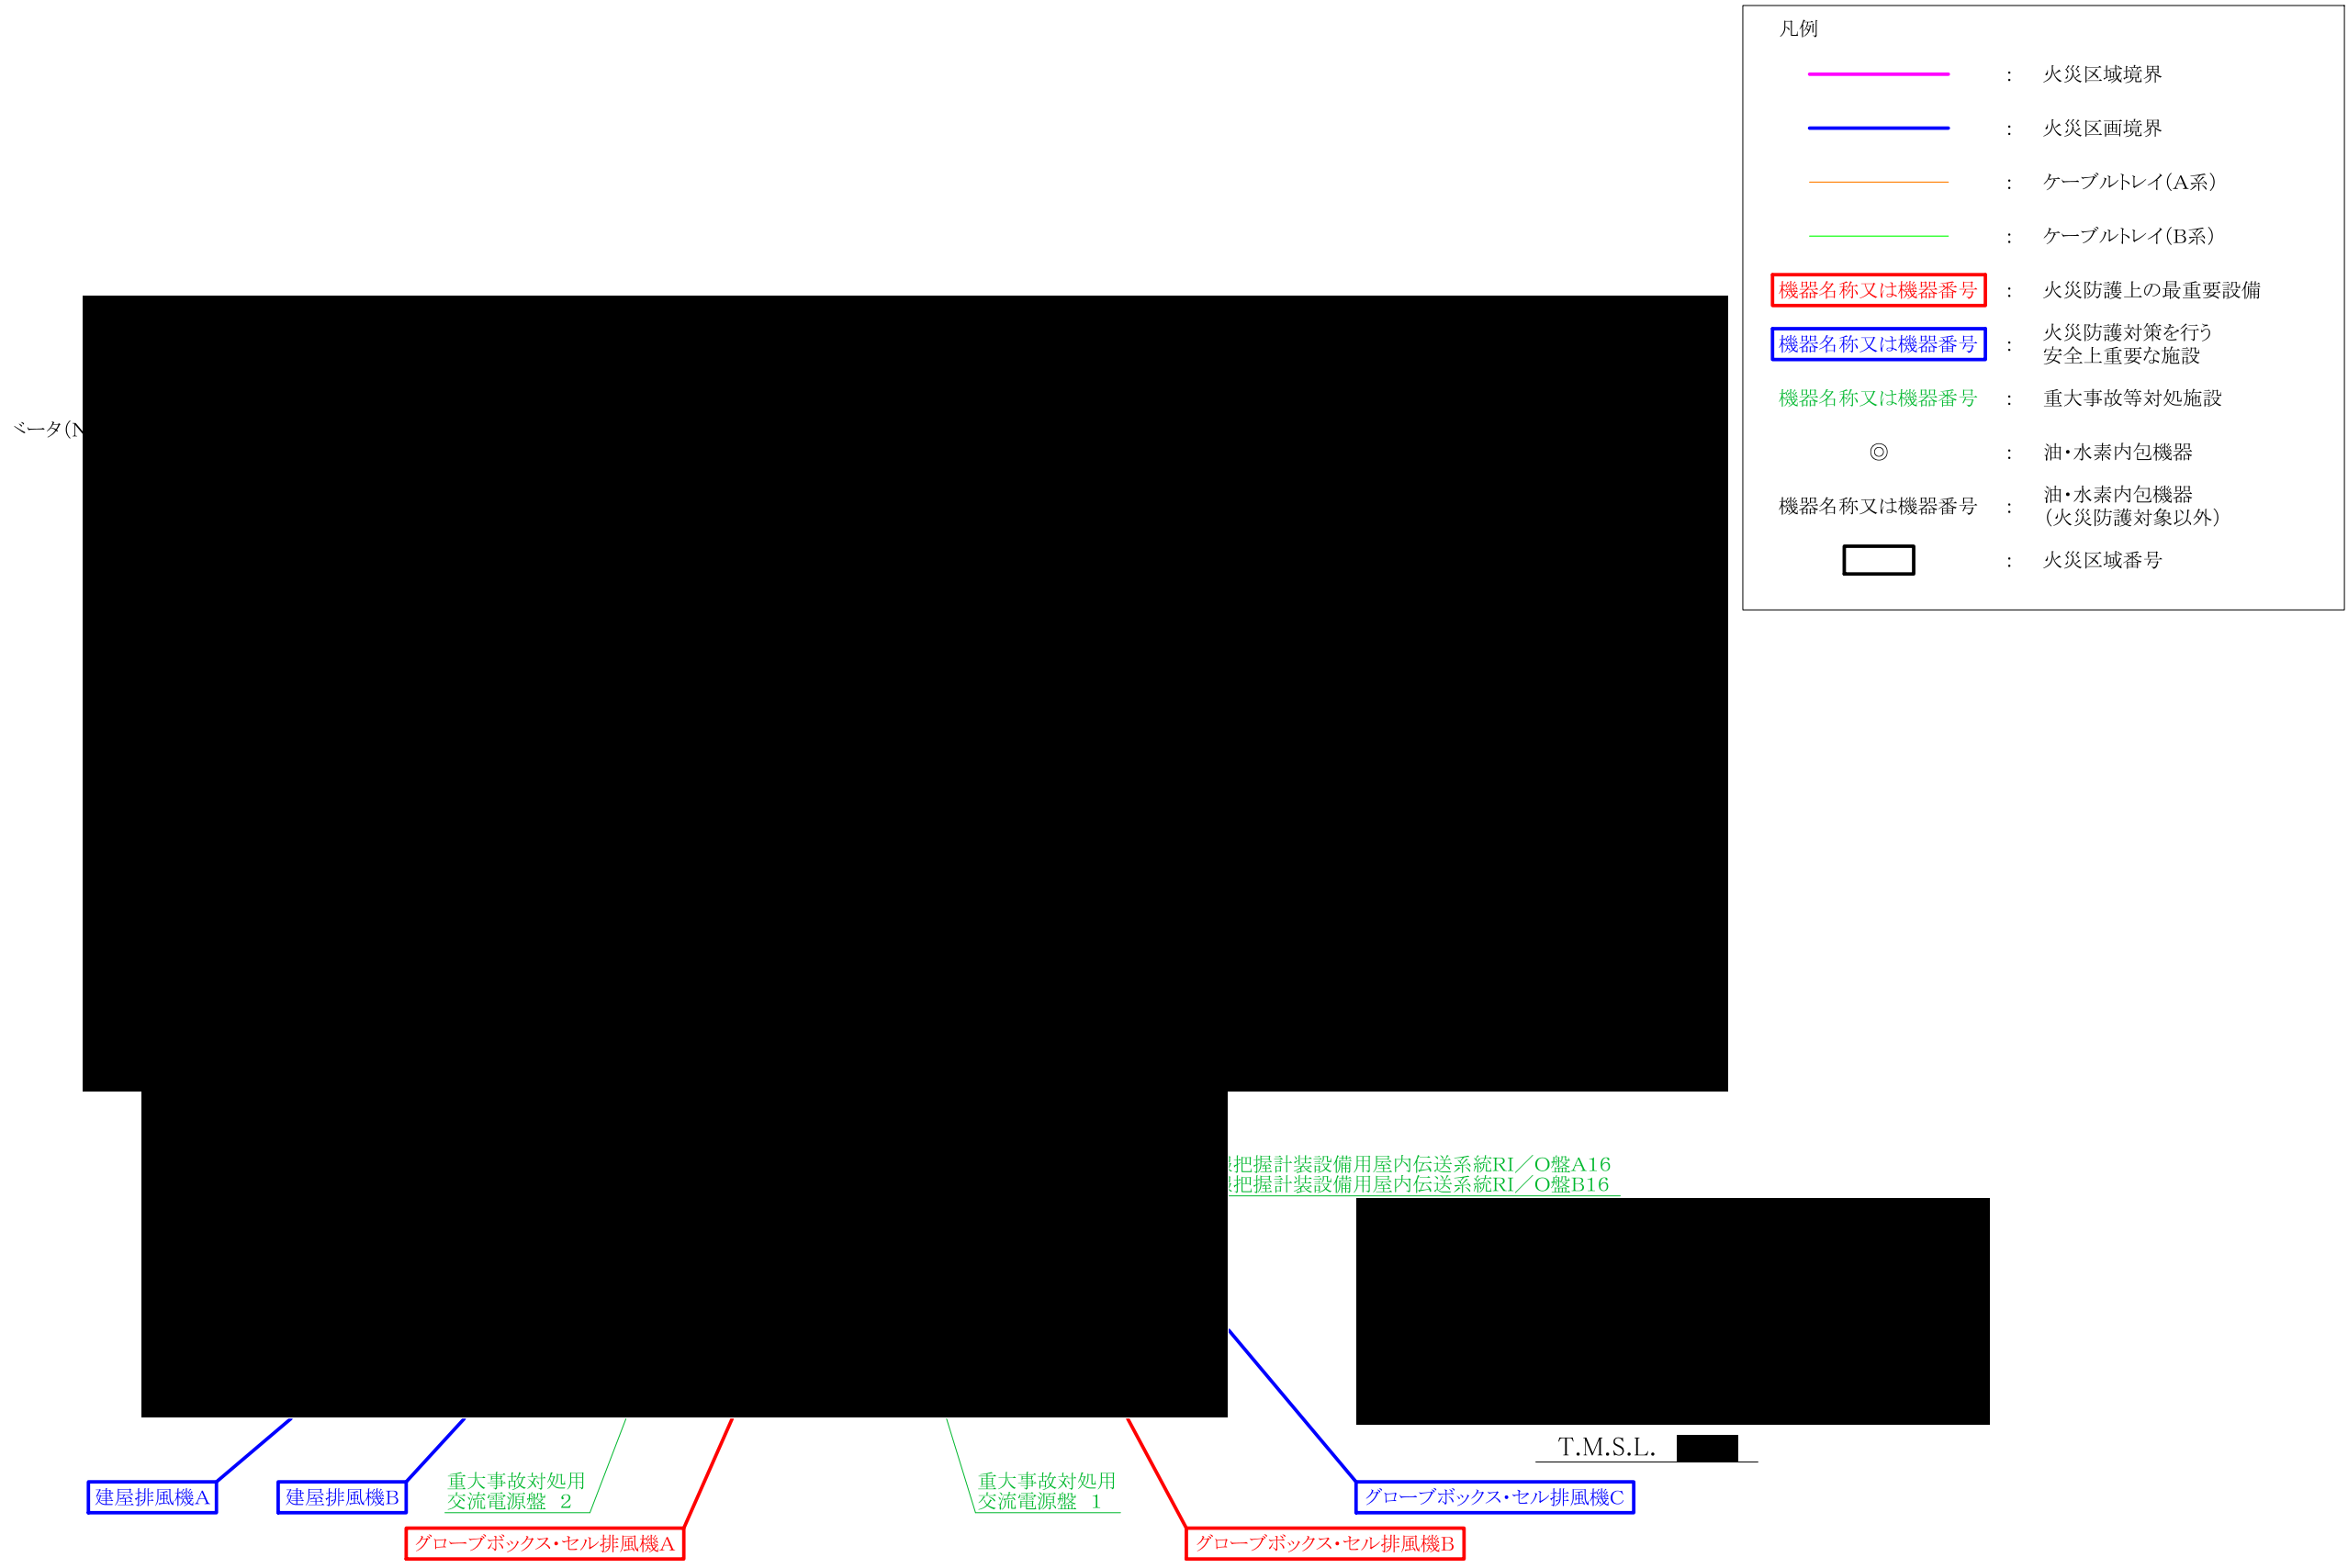 凡例
： 火災区域境界
： 火災区画境界
： ケーブルトレイ(A系)
： ケーブルトレイ(B系)
機器名称又は機器番号 ： 火災防護上の最重要設備
機器名称又は機器番号 ： 火災防護対策を行う
安全上重要な施設
機器名称又は機器番号 ： 重大事故等対処施設
◎ ： 油・水素内包機器
機器名称又は機器番号 ： 油・水素内包機器
(火災防護対象以外)
： 火災区域番号
ベータ(N
把握計装設備用屋内伝送系統RI／O盤A16
把握計装設備用屋内伝送系統RI／O盤B16
T.M.S.L.
建屋排風機A
建屋排風機B
重大事故対処用
交流電源盤 2
重大事故対処用
交流電源盤 1
グローブボックス・セル排風機C
グローブボックス・セル排風機A
グローブボックス・セル排風機B